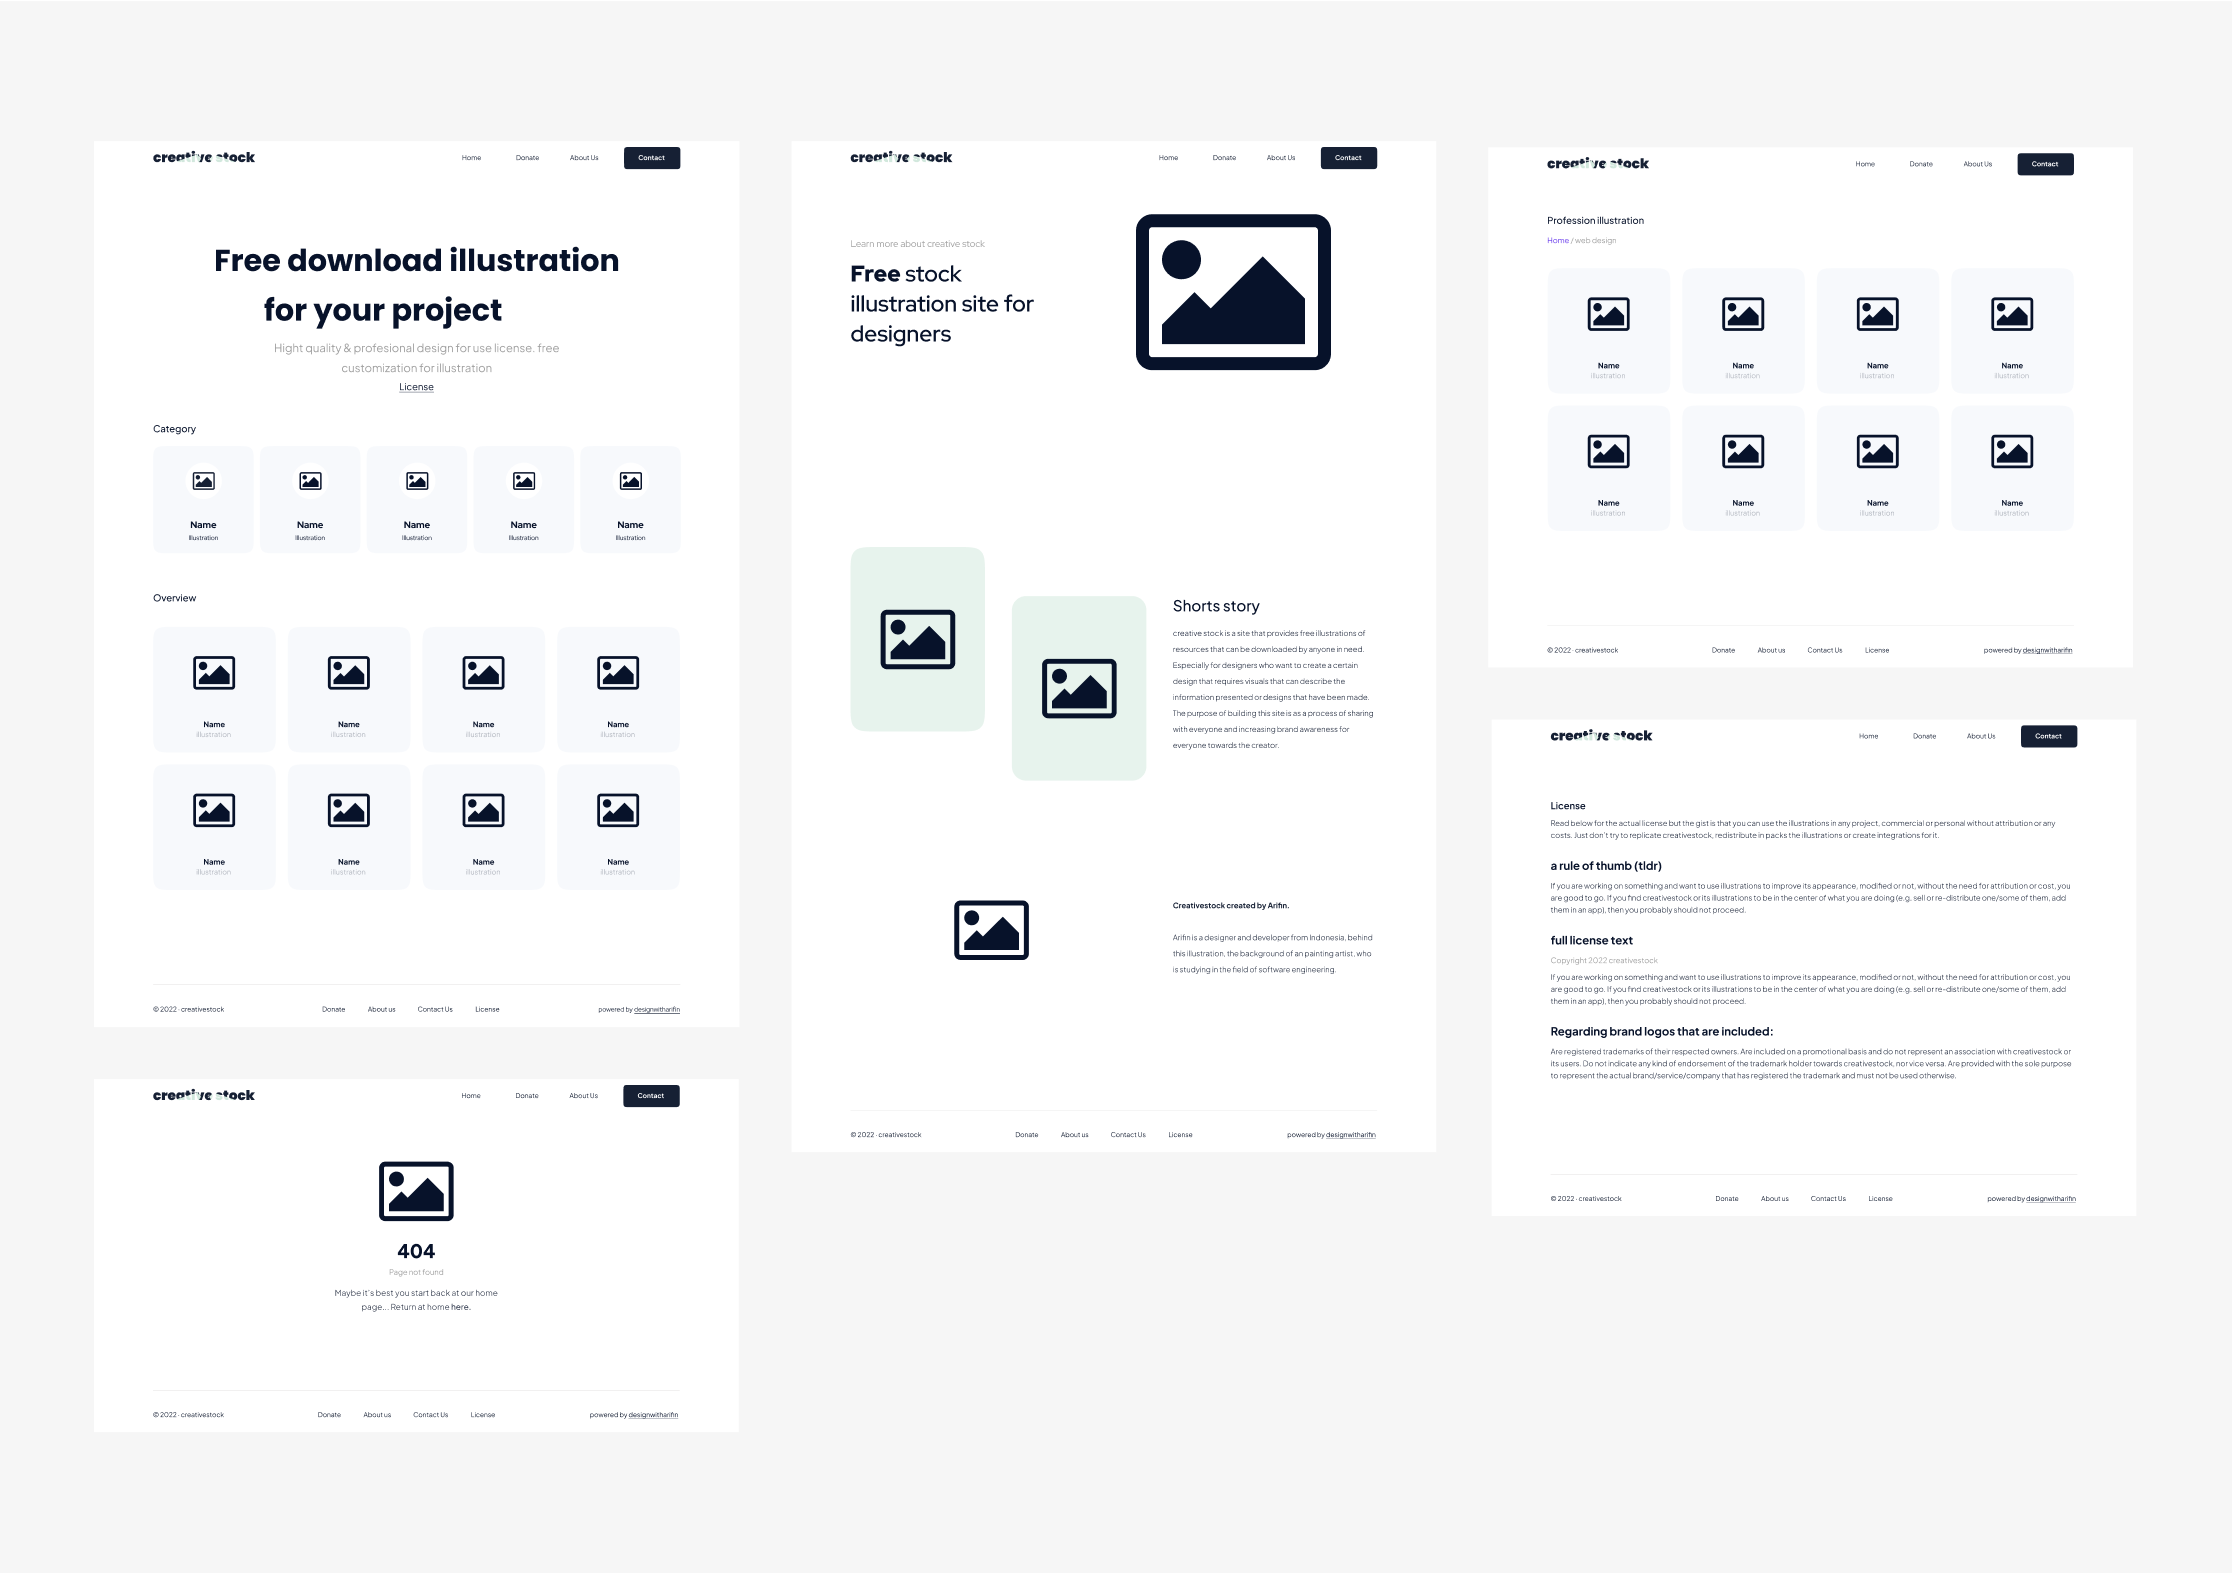 creative stock
Home Donate About Us Contact
Free download illustration
for your project
Hight quality & profesional design for use license. free
customization for illustration
License
Category
Name Name Name Name Name
Illustration Illustration Illustration Illustration Illustration
Overview
Name Name Name Name
illustration illustration illustration illustration
Name Name Name Name
illustration illustration illustration illustration
© 2022 · creativestock Donate About us Contact Us License powered by designwitharifin
creative stock
Home Donate About Us Contact
404
Page not found
Maybe it's best you start back at our home
page... Return at home here.
© 2022 · creativestock Donate About us Contact Us License powered by designwitharifin
creative stock
Home Donate About Us Contact
Learn more about creative stock
Free stock
illustration site for
designers
Shorts story
creative stock is a site that provides free illustrations of
resources that can be downloaded by anyone in need.
Especially for designers who want to create a certain
design that requires visuals that can describe the
information presented or designs that have been made.
The purpose of building this site is as a process of sharing
with everyone and increasing brand awareness for
everyone towards the creator.
Creativestock created by Arifin.
Arifin is a designer and developer from Indonesia, behind
this illustration, the background of an painting artist, who
is studying in the field of software engineering.
© 2022 · creativestock Donate About us Contact Us License powered by designwitharifin
creative stock
Home Donate About Us Contact
Profession illustration
Home / web design
Name Name Name Name
illustration illustration illustration illustration
Name Name Name Name
illustration illustration illustration illustration
© 2022 · creativestock Donate About us Contact Us License powered by designwitharifin
creative stock
Home Donate About Us Contact
License
Read below for the actual license but the gist is that you can use the illustrations in any project, commercial or personal without attribution or any
costs. Just don't try to replicate creativestock, redistribute in packs the illustrations or create integrations for it.
a rule of thumb (tldr)
If you are working on something and want to use illustrations to improve its appearance, modified or not, without the need for attribution or cost, you
are good to go. If you find creativestock or its illustrations to be in the center of what you are doing (e.g. sell or re-distribute one/some of them, add
them in an app), then you probably should not proceed.
full license text
Copyright 2022 creativestock
If you are working on something and want to use illustrations to improve its appearance, modified or not, without the need for attribution or cost, you
are good to go. If you find creativestock or its illustrations to be in the center of what you are doing (e.g. sell or re-distribute one/some of them, add
them in an app), then you probably should not proceed.
Regarding brand logos that are included:
Are registered trademarks of their respected owners. Are included on a promotional basis and do not represent an association with creativestock or
its users. Do not indicate any kind of endorsement of the trademark holder towards creativestock, nor vice versa. Are provided with the sole purpose
to represent the actual brand/service/company that has registered the trademark and must not be used otherwise.
© 2022 · creativestock Donate About us Contact Us License powered by designwitharifin